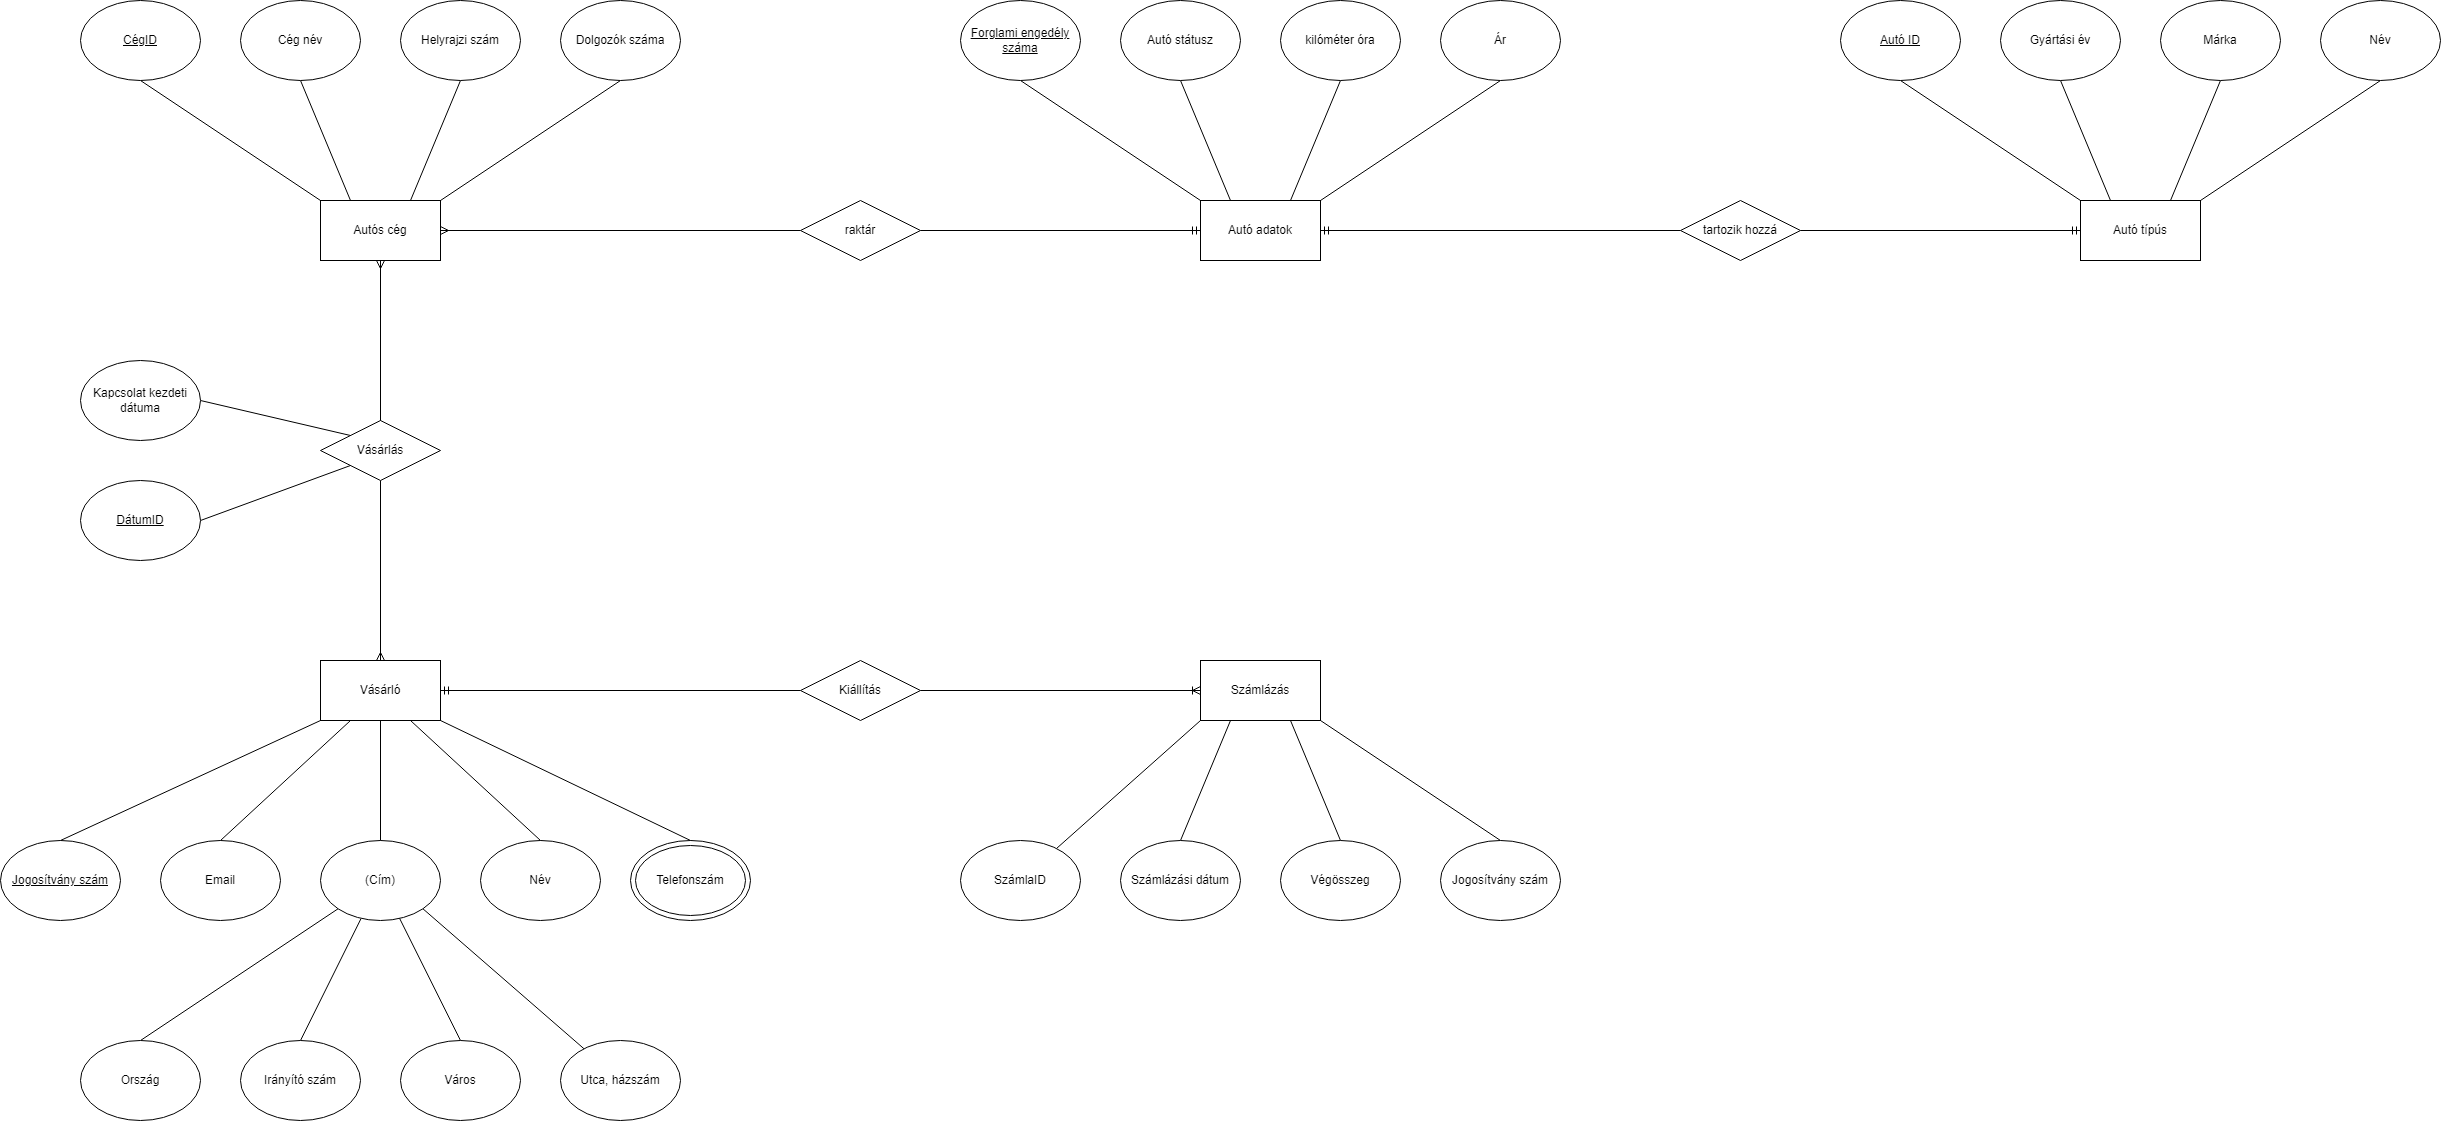 CégID
Cég név
Helyrajzi szám
Dolgozók száma
Forglami engedély
száma
Autó státusz
kilóméter óra
Ár
Autó ID
Gyártási év
Márka
Név
Autós cég
raktár
Autó adatok
tartozik hozzá
Autó típús
Kapcsolat kezdeti
dátuma
Vásárlás
DátumID
Vásárló
Kiállítás
Számlázás
Jogosítvány szám
Email
(Cím)
Név
Telefonszám
SzámlaID
Számlázási dátum
Végösszeg
Jogosítvány szám
Ország
Irányító szám
Város
Utca, házszám